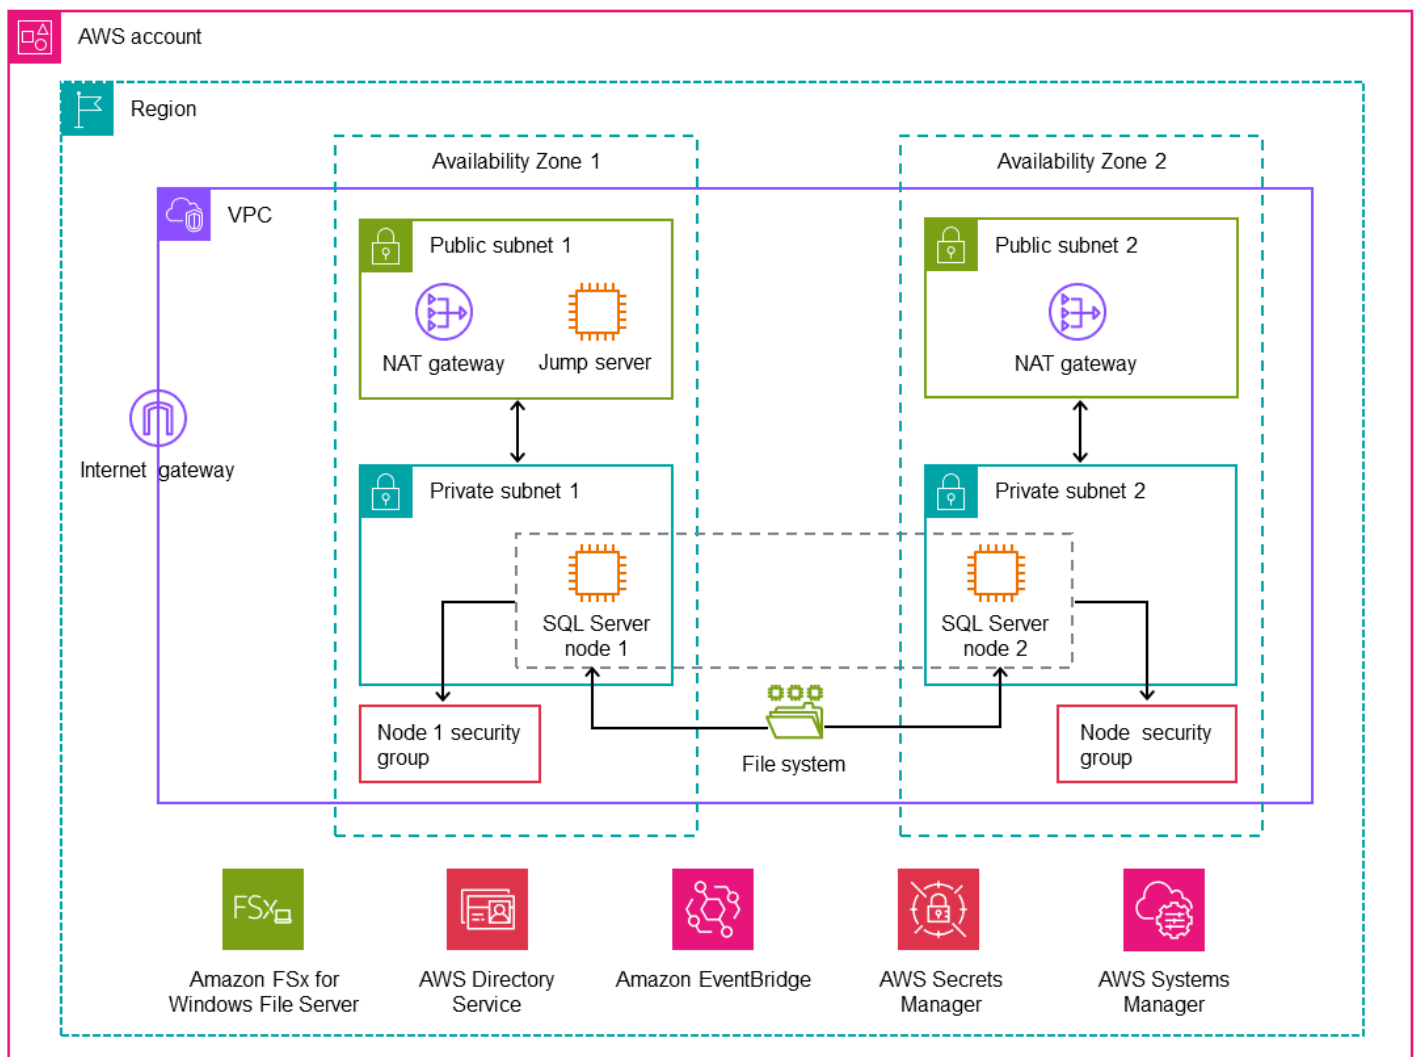 AWS account
Region
Availability Zone 1
Availability Zone 2
VPC
Public subnet 1
Public subnet 2
NAT gateway
Jump server
NAT gateway
Internet gateway
Private subnet 1
Private subnet 2
SQL Server
node 1
SQL Server
node 2
Node 1 security
group
File system
Node security
group
FSx
Amazon FSx for
Windows File Server
AWS Directory
Service
Amazon EventBridge
AWS Secrets
Manager
AWS Systems
Manager